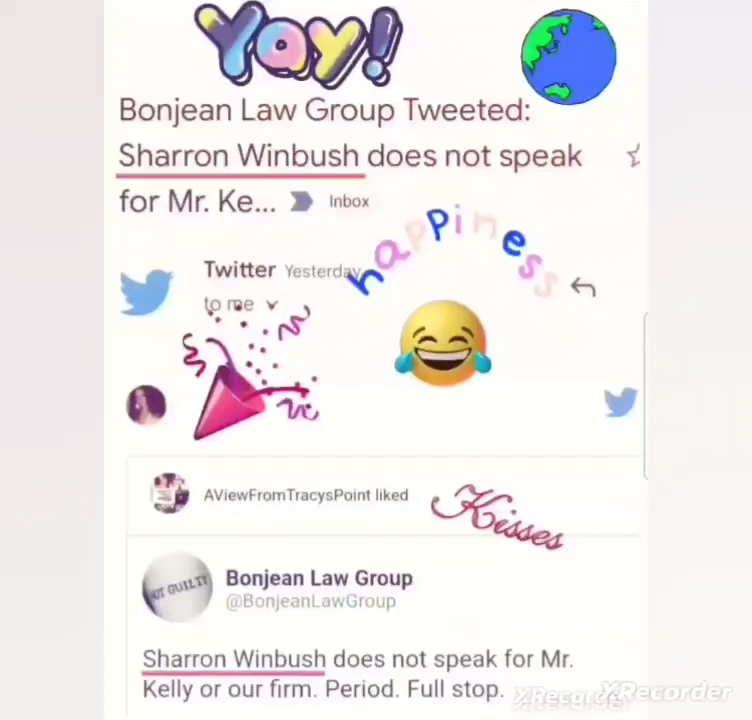 Yay!
Bonjean Law Group Tweeted:
Sharron Winbush does not speak
for Mr. Ke... Inbox
happiness
Twitter Yesterday
to me
AViewFromTracysPoint liked
Kisses
NOT GUILTY
Bonjean Law Group
@BonjeanLawGroup
Sharron Winbush does not speak for Mr.
Kelly or our firm. Period. Full stop.
XRecorder
XRecorder